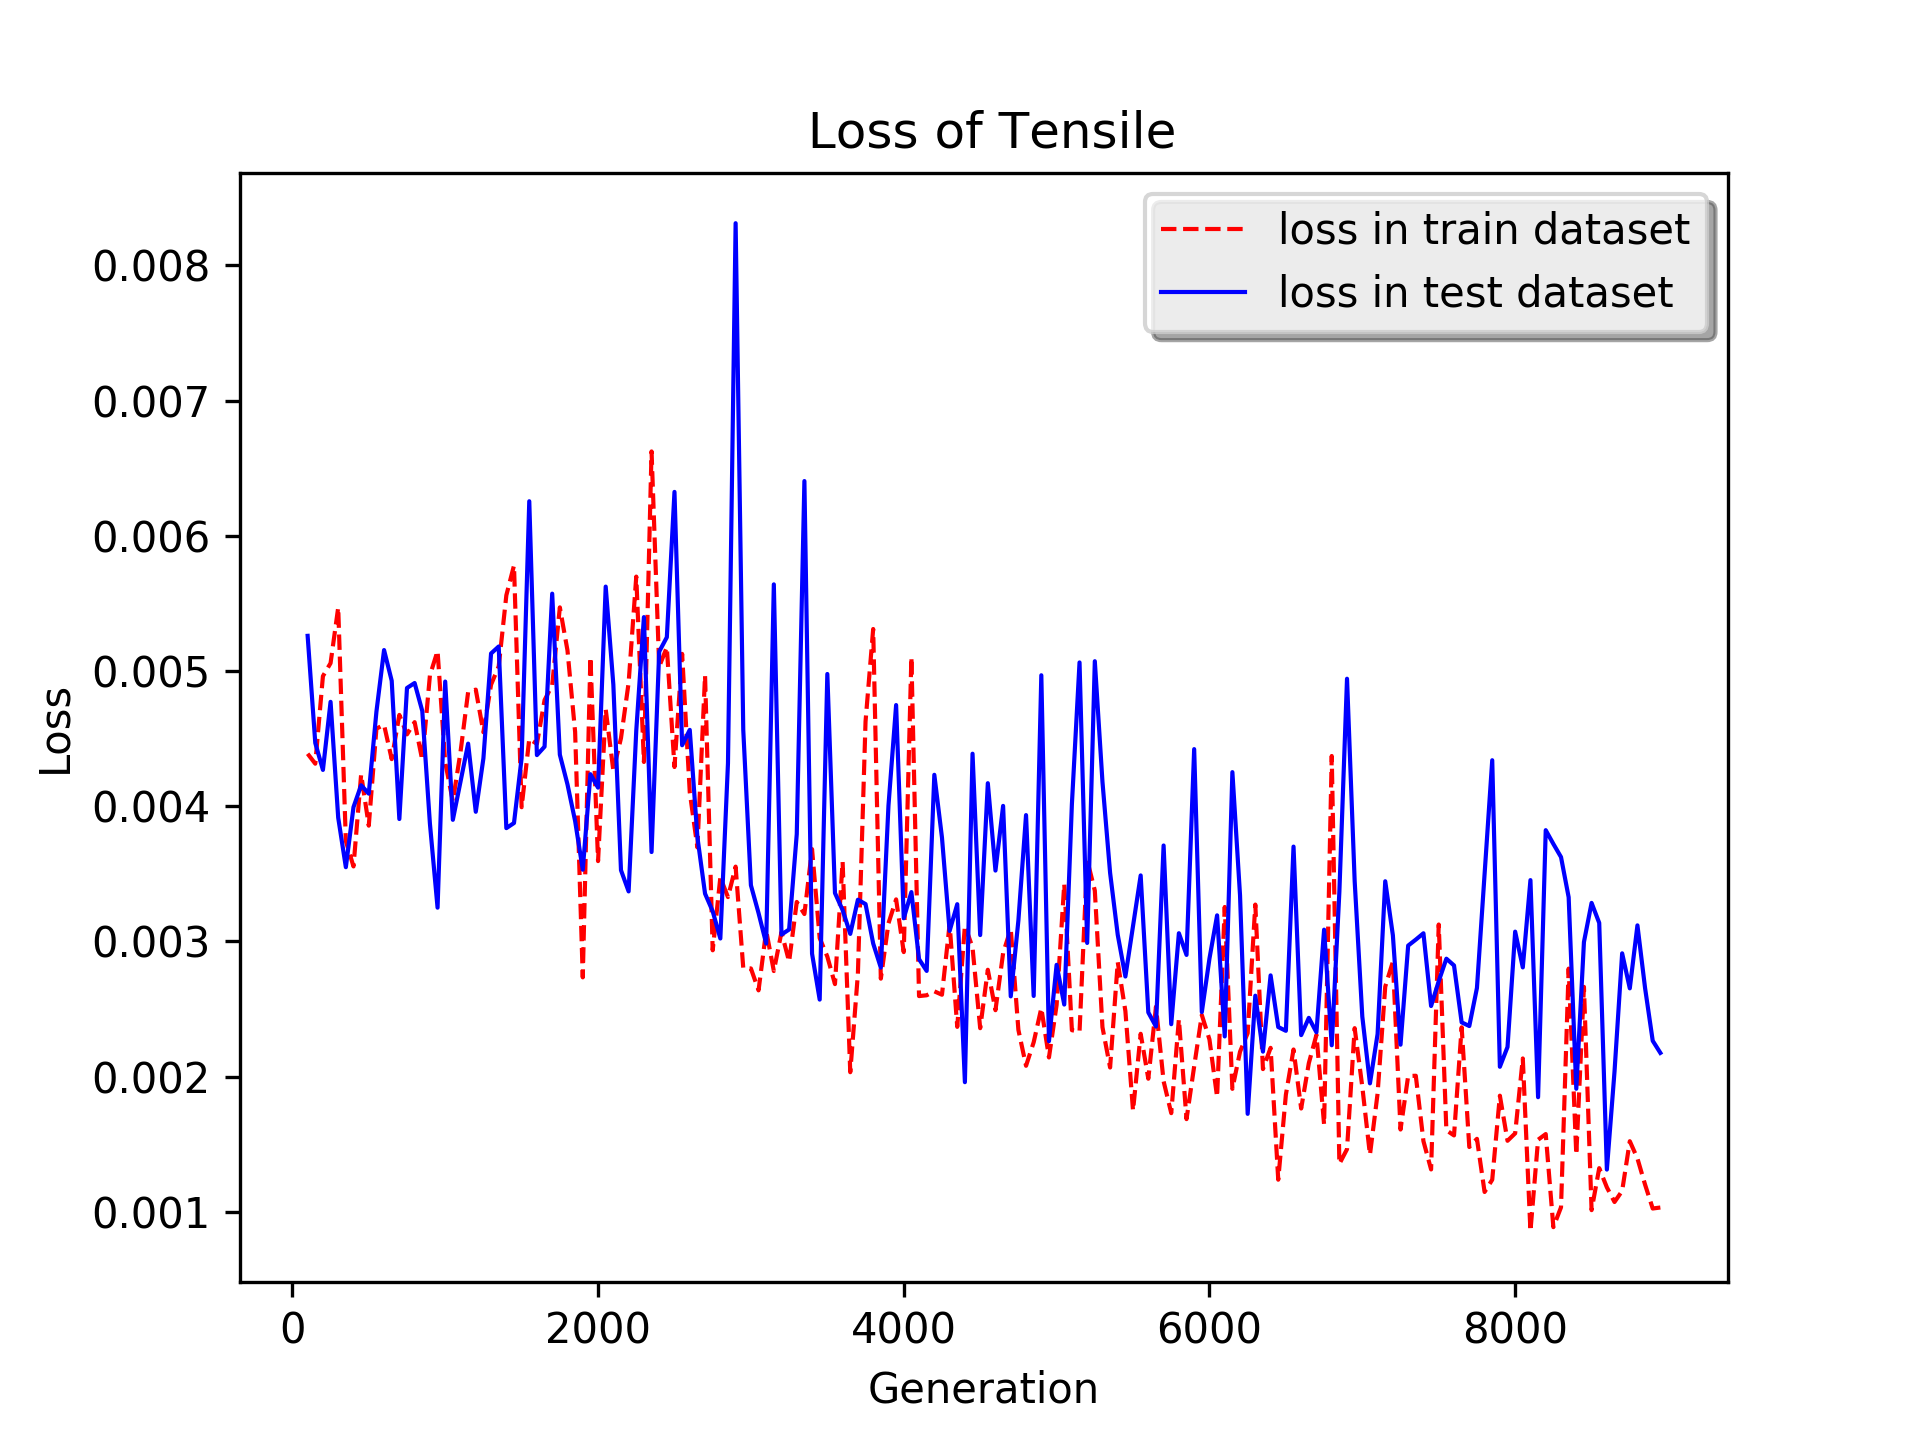 Loss of Tensile
loss in train dataset
loss in test dataset
0.008
0.007
0.006
0.005
0.004
0.003
0.002
0.001
Loss
0 2000 4000 6000 8000
Generation